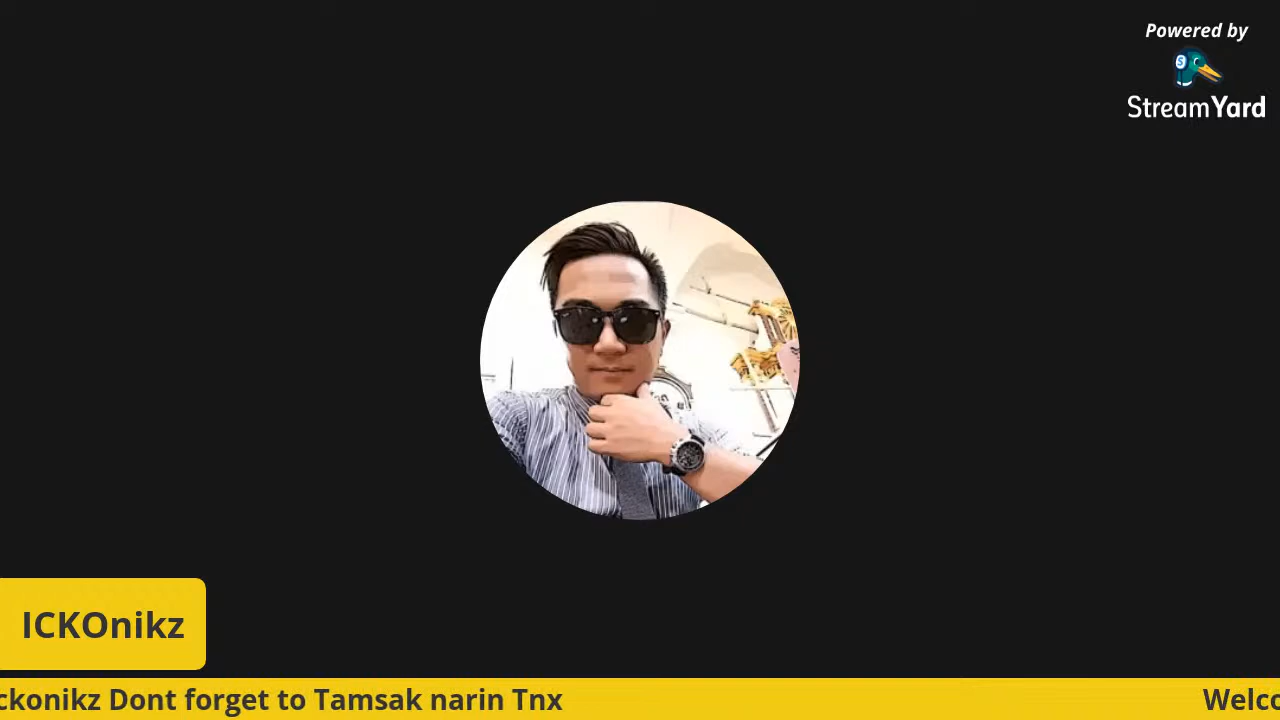 Powered by
StreamYard
ICKOnikz
ckonikz Dont forget to Tamsak narin Tnx
Welco